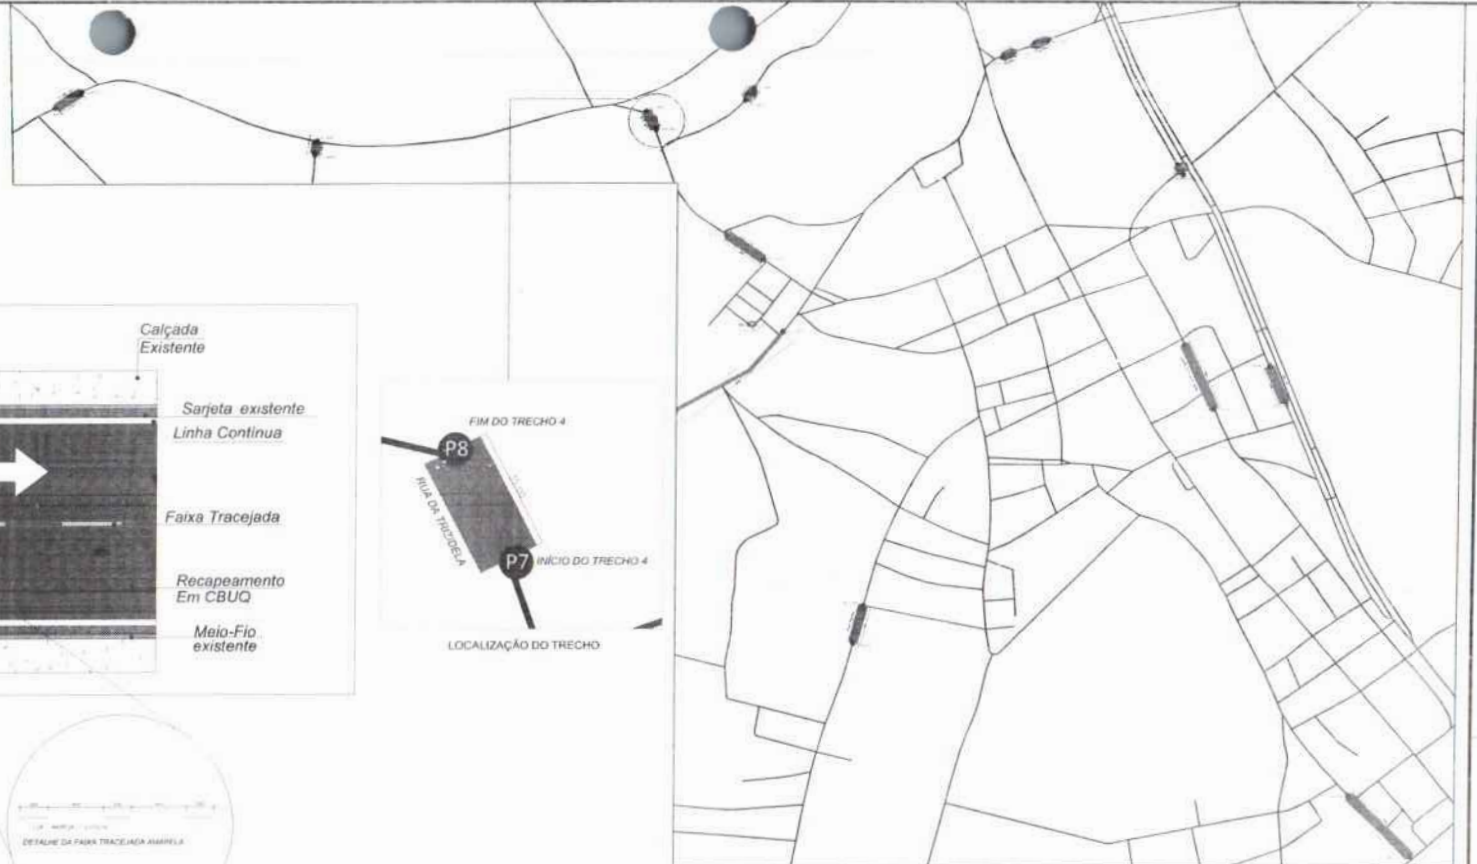 Calçada
Existente
Sarjeta existente
Linha Contínua
Faixa Tracejada
Recapeamento
Em CBUQ
Meio-Fio
existente
FIM DO TRECHO 4
P8
RUA DA TRIZIDELA
P7
INÍCIO DO TRECHO 4
LOCALIZAÇÃO DO TRECHO
DETALHE DA FAIXA TRACEJADA AMARELA